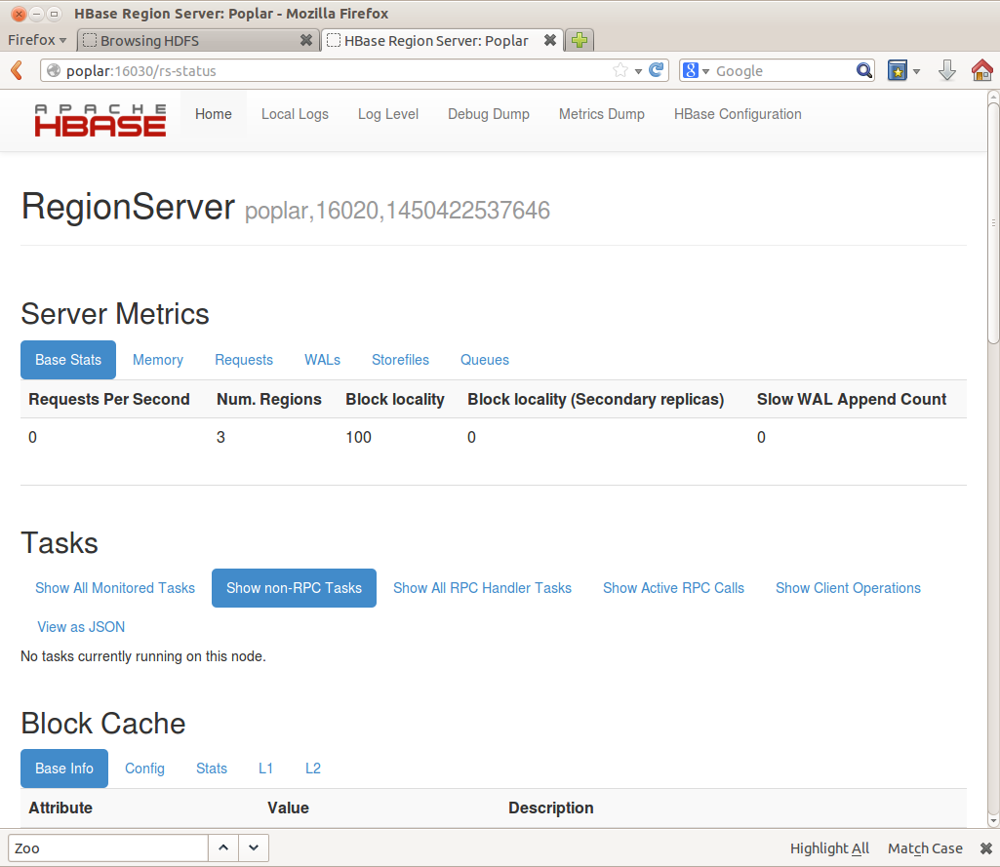 HBase Region Server: Poplar - Mozilla Firefox
Firefox Browsing HDFS HBase Region Server: Poplar
poplar:16030/rs-status Google
APACHE
HBASE
Home Local Logs Log Level Debug Dump Metrics Dump HBase Configuration
RegionServer poplar,16020,1450422537646
Server Metrics
Base Stats Memory Requests WALs Storefiles Queues
Requests Per Second Num. Regions Block locality Block locality (Secondary replicas) Slow WAL Append Count
0 3 100 0 0
Tasks
Show All Monitored Tasks Show non-RPC Tasks Show All RPC Handler Tasks Show Active RPC Calls Show Client Operations
View as JSON
No tasks currently running on this node.
Block Cache
Base Info Config Stats L1 L2
Attribute Value Description
Zoo Highlight All Match Case